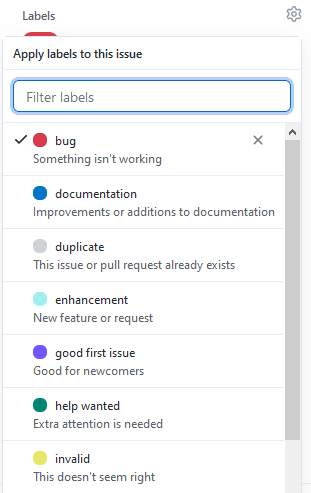 Labels
Apply labels to this issue
Filter labels
bug
Something isn't working
documentation
Improvements or additions to documentation
duplicate
This issue or pull request already exists
enhancement
New feature or request
good first issue
Good for newcomers
help wanted
Extra attention is needed
invalid
This doesn't seem right